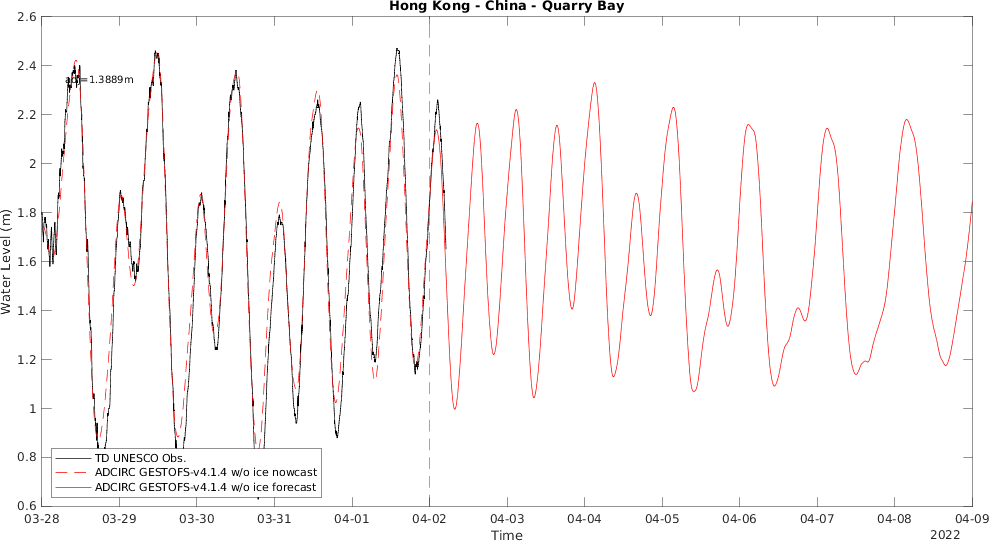 Hong Kong - China - Quarry Bay
2.6
2.4
2.2
2
1.8
1.6
1.4
1.2
1
0.8
0.6
Water Level (m)
=1.3889m
TD UNESCO Obs.
ADCIRC GESTOFS-v4.1.4 w/o ice nowcast
ADCIRC GESTOFS-v4.1.4 w/o ice forecast
03-28 03-29 03-30 03-31 04-01 04-02 04-03 04-04 04-05 04-06 04-07 04-08 04-09
Time
2022